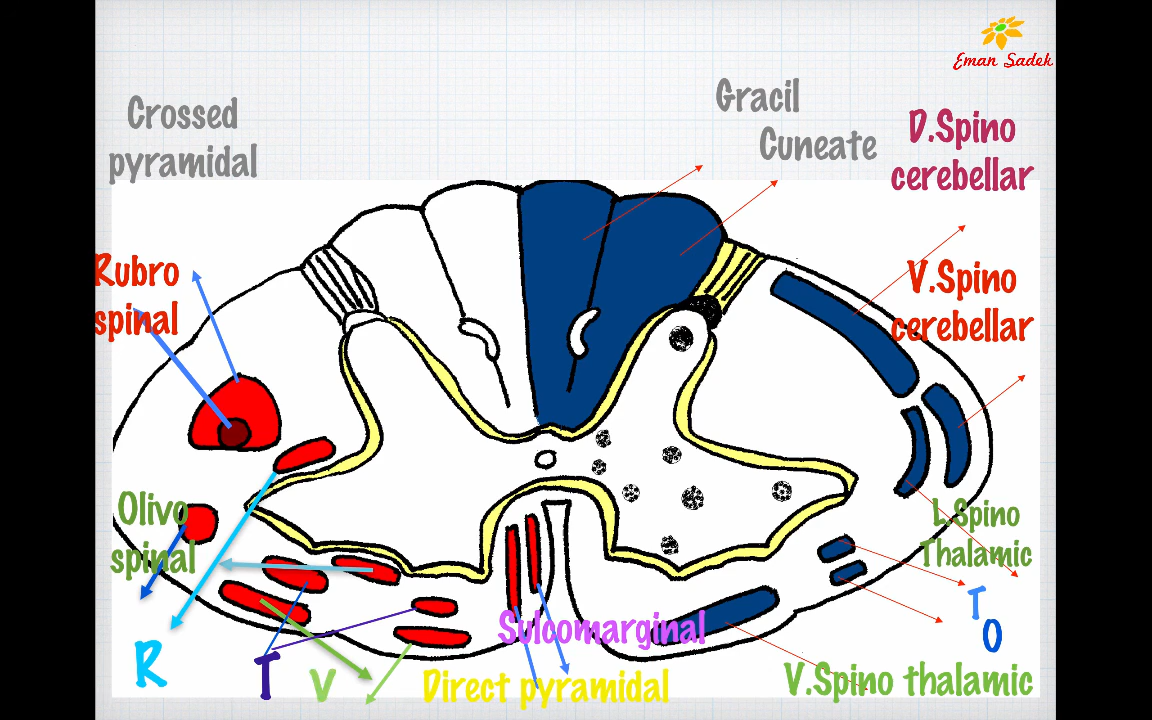 Eman Sadek
Crossed
pyramidal
Gracil
Cuneate
D.Spino
cerebellar
Rubro
spinal
V.Spino
cerebellar
Olivo
spinal
L.Spino
Thalamic
T
O
R
T
V
Sulcomarginal
Direct pyramidal
V.Spino thalamic